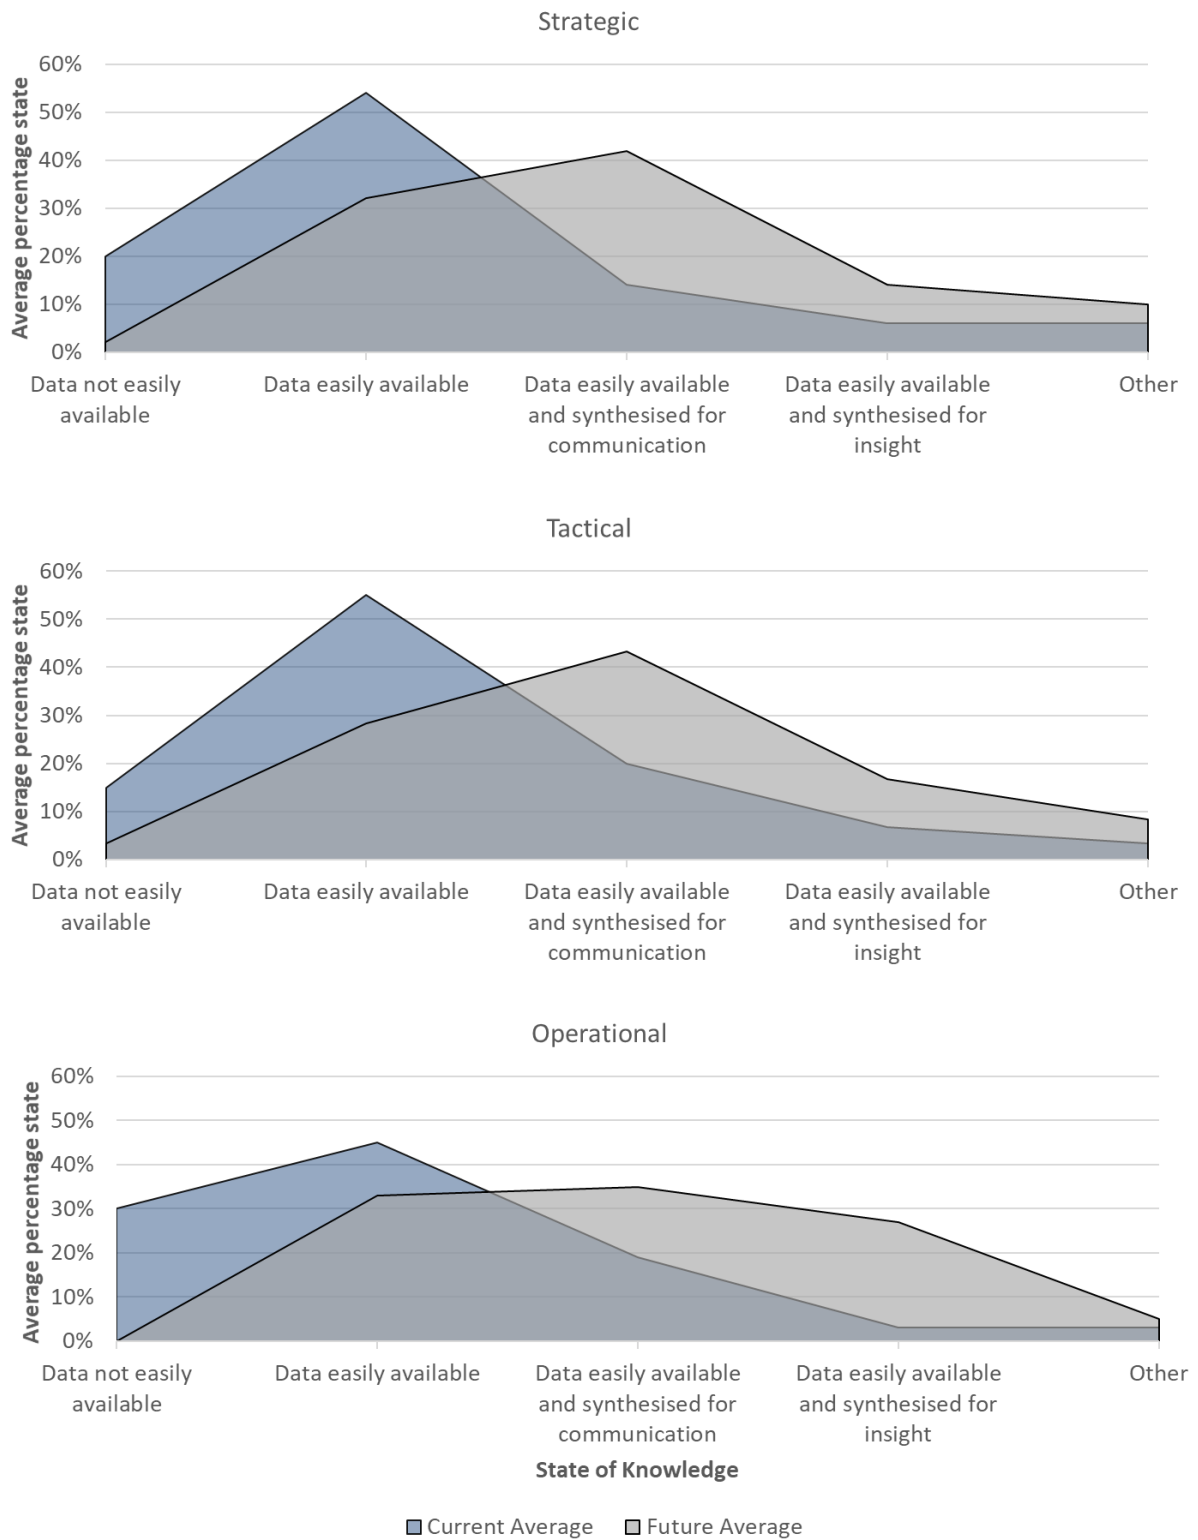 Strategic
Average percentage state
60%
50%
40%
30%
20%
10%
0%
Data not easily
available
Data easily available
Data easily available
and synthesised for
communication
Data easily available
and synthesised for
insight
Other
Tactical
Average percentage state
60%
50%
40%
30%
20%
10%
0%
Data not easily
available
Data easily available
Data easily available
and synthesised for
communication
Data easily available
and synthesised for
insight
Other
Operational
Average percentage state
60%
50%
40%
30%
20%
10%
0%
Data not easily
available
Data easily available
Data easily available
and synthesised for
communication
Data easily available
and synthesised for
insight
Other
State of Knowledge
Current Average
Future Average